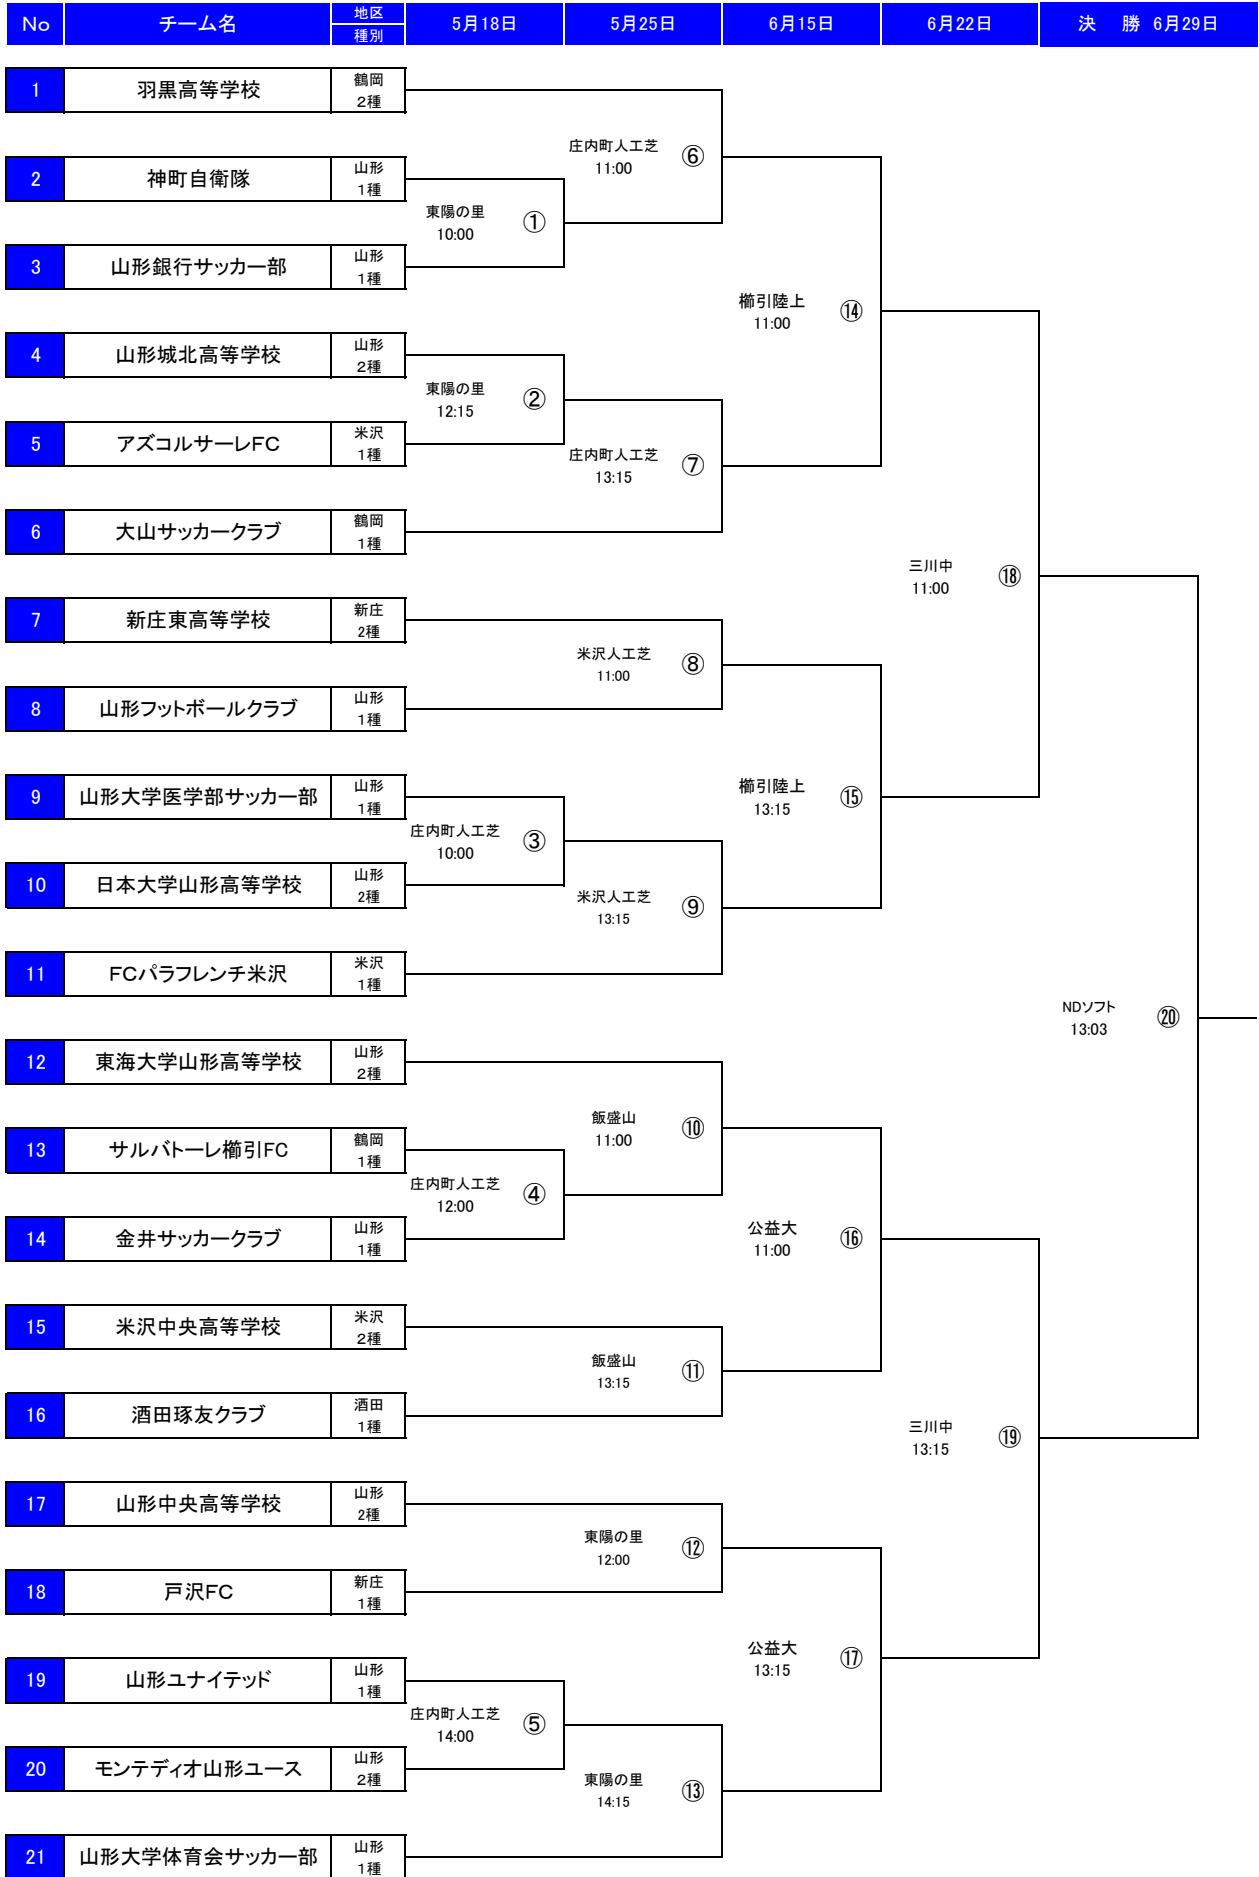 No チーム名 地区 種別 5月18日 5月25日 6月15日 6月22日 決　勝 6月29日
1 羽黒高等学校 鶴岡 2種
庄内町人工芝 ⑥
11:00
2 神町自衛隊 山形 1種
東陽の里 ①
10:00
3 山形銀行サッカー部 山形 1種
櫛引陸上 ⑭
11:00
4 山形城北高等学校 山形 2種
東陽の里 ②
12:15
5 アズコルサーレFC 米沢 1種
庄内町人工芝 ⑦
13:15
6 大山サッカークラブ 鶴岡 1種
三川中 ⑱
11:00
7 新庄東高等学校 新庄 2種
米沢人工芝 ⑧
11:00
8 山形フットボールクラブ 山形 1種
櫛引陸上 ⑮
13:15
9 山形大学医学部サッカー部 山形 1種
庄内町人工芝 ③
10:00
10 日本大学山形高等学校 山形 2種
米沢人工芝 ⑨
13:15
11 FCパラフレンチ米沢 米沢 1種
NDソフト ⑳
13:03
12 東海大学山形高等学校 山形 2種
飯盛山 ⑩
11:00
13 サルバトーレ櫛引FC 鶴岡 1種
庄内町人工芝 ④
12:00
14 金井サッカークラブ 山形 1種
公益大 ⑯
11:00
15 米沢中央高等学校 米沢 2種
飯盛山 ⑪
13:15
16 酒田琢友クラブ 酒田 1種
三川中 ⑲
13:15
17 山形中央高等学校 山形 2種
東陽の里 ⑫
12:00
18 戸沢FC 新庄 1種
公益大 ⑰
13:15
19 山形ユナイテッド 山形 1種
庄内町人工芝 ⑤
14:00
20 モンテディオ山形ユース 山形 2種
東陽の里 ⑬
14:15
21 山形大学体育会サッカー部 山形 1種